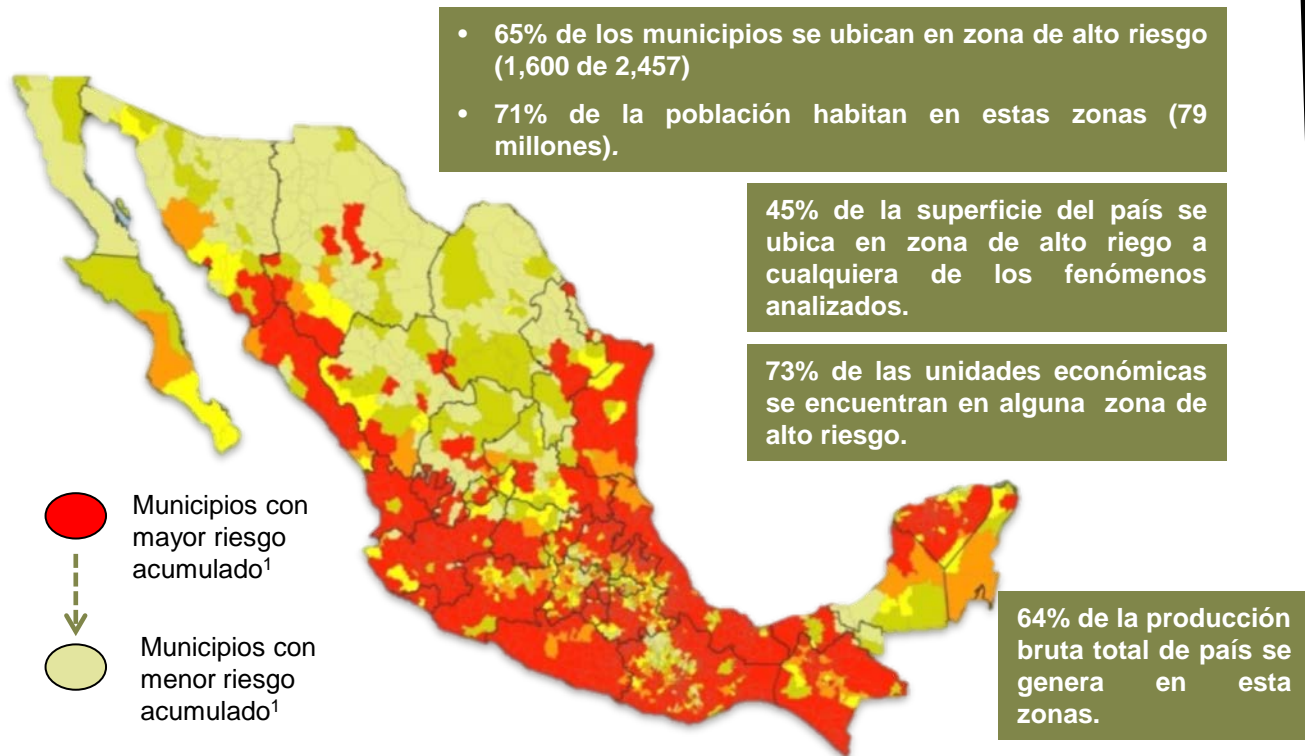 • 65% de los municipios se ubican en zona de alto riesgo
(1,600 de 2,457)
• 71% de la población habitan en estas zonas (79
millones).
45% de la superficie del país se
ubica en zona de alto riego a
cualquiera de los fenómenos
analizados.
73% de las unidades económicas
se encuentran en alguna zona de
alto riesgo.
Municipios con
mayor riesgo
acumulado¹
Municipios con
menor riesgo
acumulado¹
64% de la producción
bruta total de país se
genera en esta
zonas.